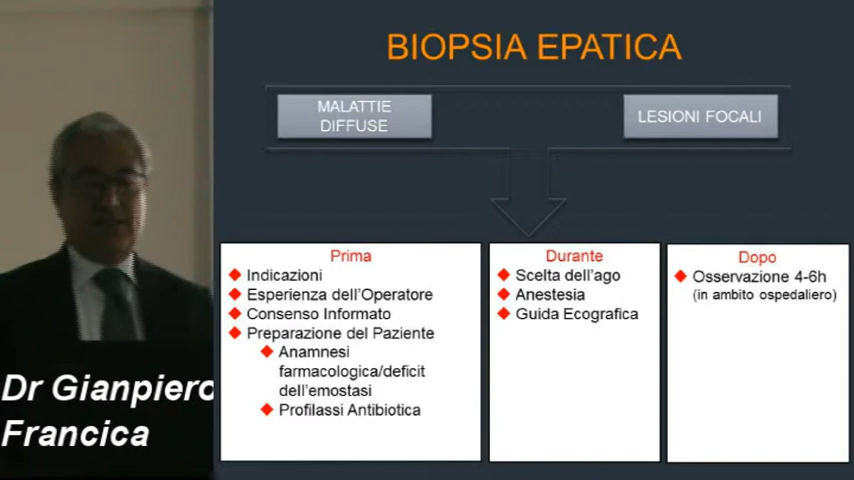 BIOPSIA EPATICA
MALATTIE
DIFFUSE
LESIONI FOCALI
Prima
Indicazioni
Esperienza dell'Operatore
Consenso Informato
Preparazione del Paziente
Anamnesi
farmacologica/deficit
dell'emostasi
Profilassi Antibiotica
Durante
Scelta dell'ago
Anestesia
Guida Ecografica
Dopo
Osservazione 4-6h
(in ambito ospedaliero)
Dr Gianpiero
Francica